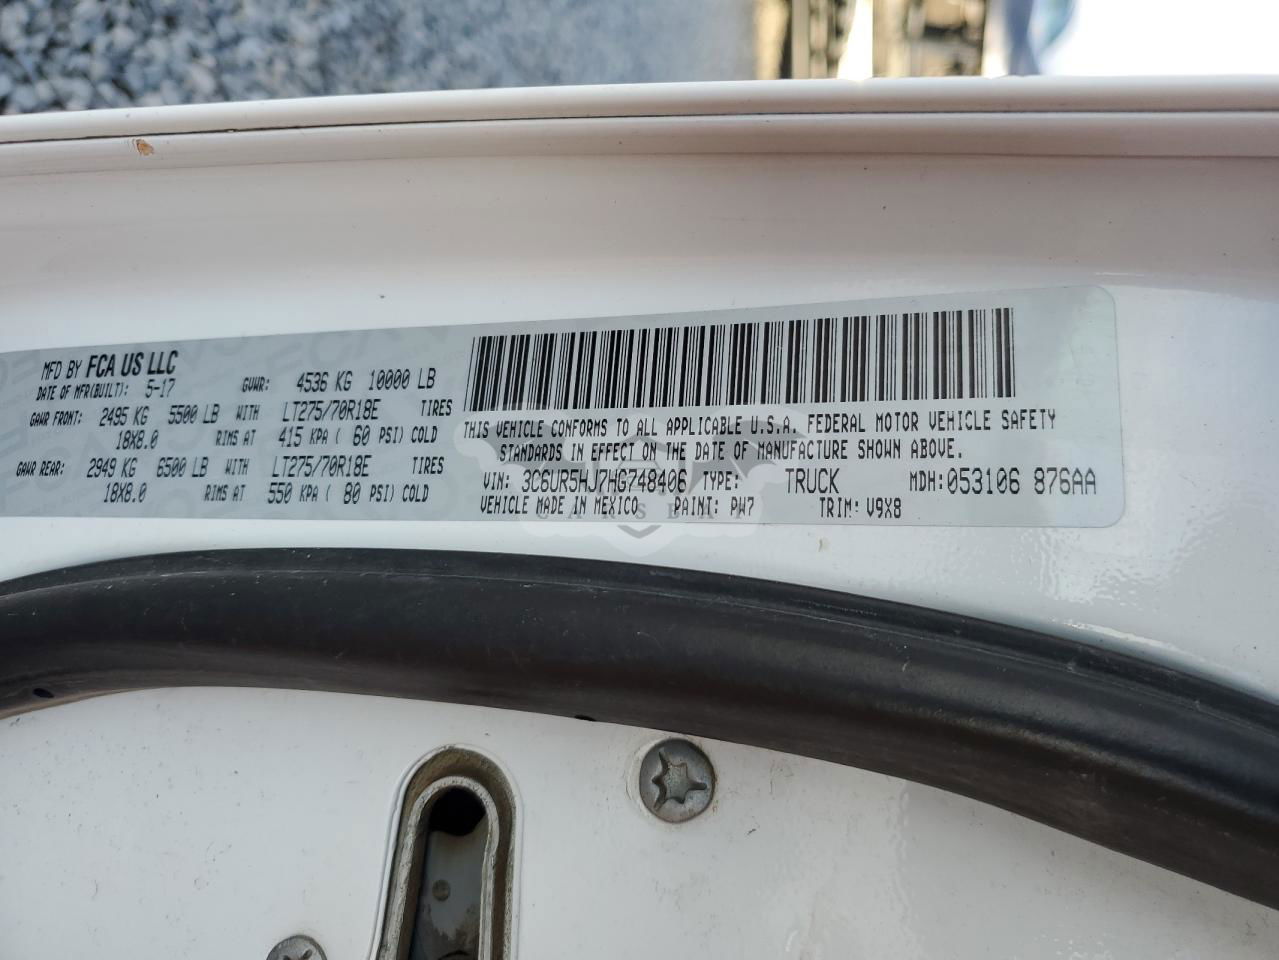 MFD BY FCA US LLC
DATE OF MFR(BUILT): 5-17 GVWR: 4536 KG 10000 LB
GAWR FRONT: 2495 KG 5500 LB WITH LT275/70R18E TIRES
18X8.0 RIMS AT 415 KPA ( 60 PSI) COLD
GAWR REAR: 2949 KG 6500 LB WITH LT275/70R18E TIRES
18X8.0 RIMS AT 550 KPA ( 80 PSI) COLD
THIS VEHICLE CONFORMS TO ALL APPLICABLE U.S.A. FEDERAL MOTOR VEHICLE SAFETY
STANDARDS IN EFFECT ON THE DATE OF MANUFACTURE SHOWN ABOVE.
VIN: 3C6UR5HJ7HG748406 TYPE: TRUCK MDH: 053106 876AA
VEHICLE MADE IN MEXICO PAINT: PW7 TRIM: V9X8